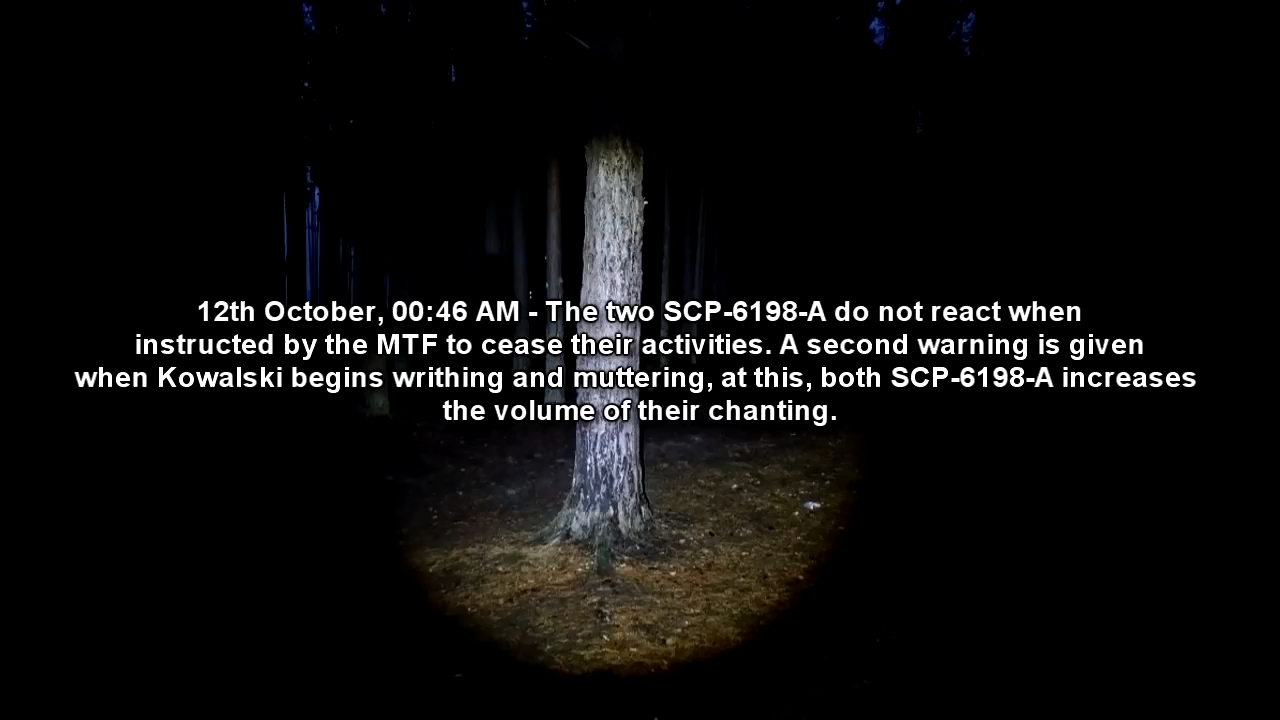 12th October, 00:46 AM - The two SCP-6198-A do not react when
instructed by the MTF to cease their activities. A second warning is given
when Kowalski begins writhing and muttering, at this, both SCP-6198-A increases
the volume of their chanting.